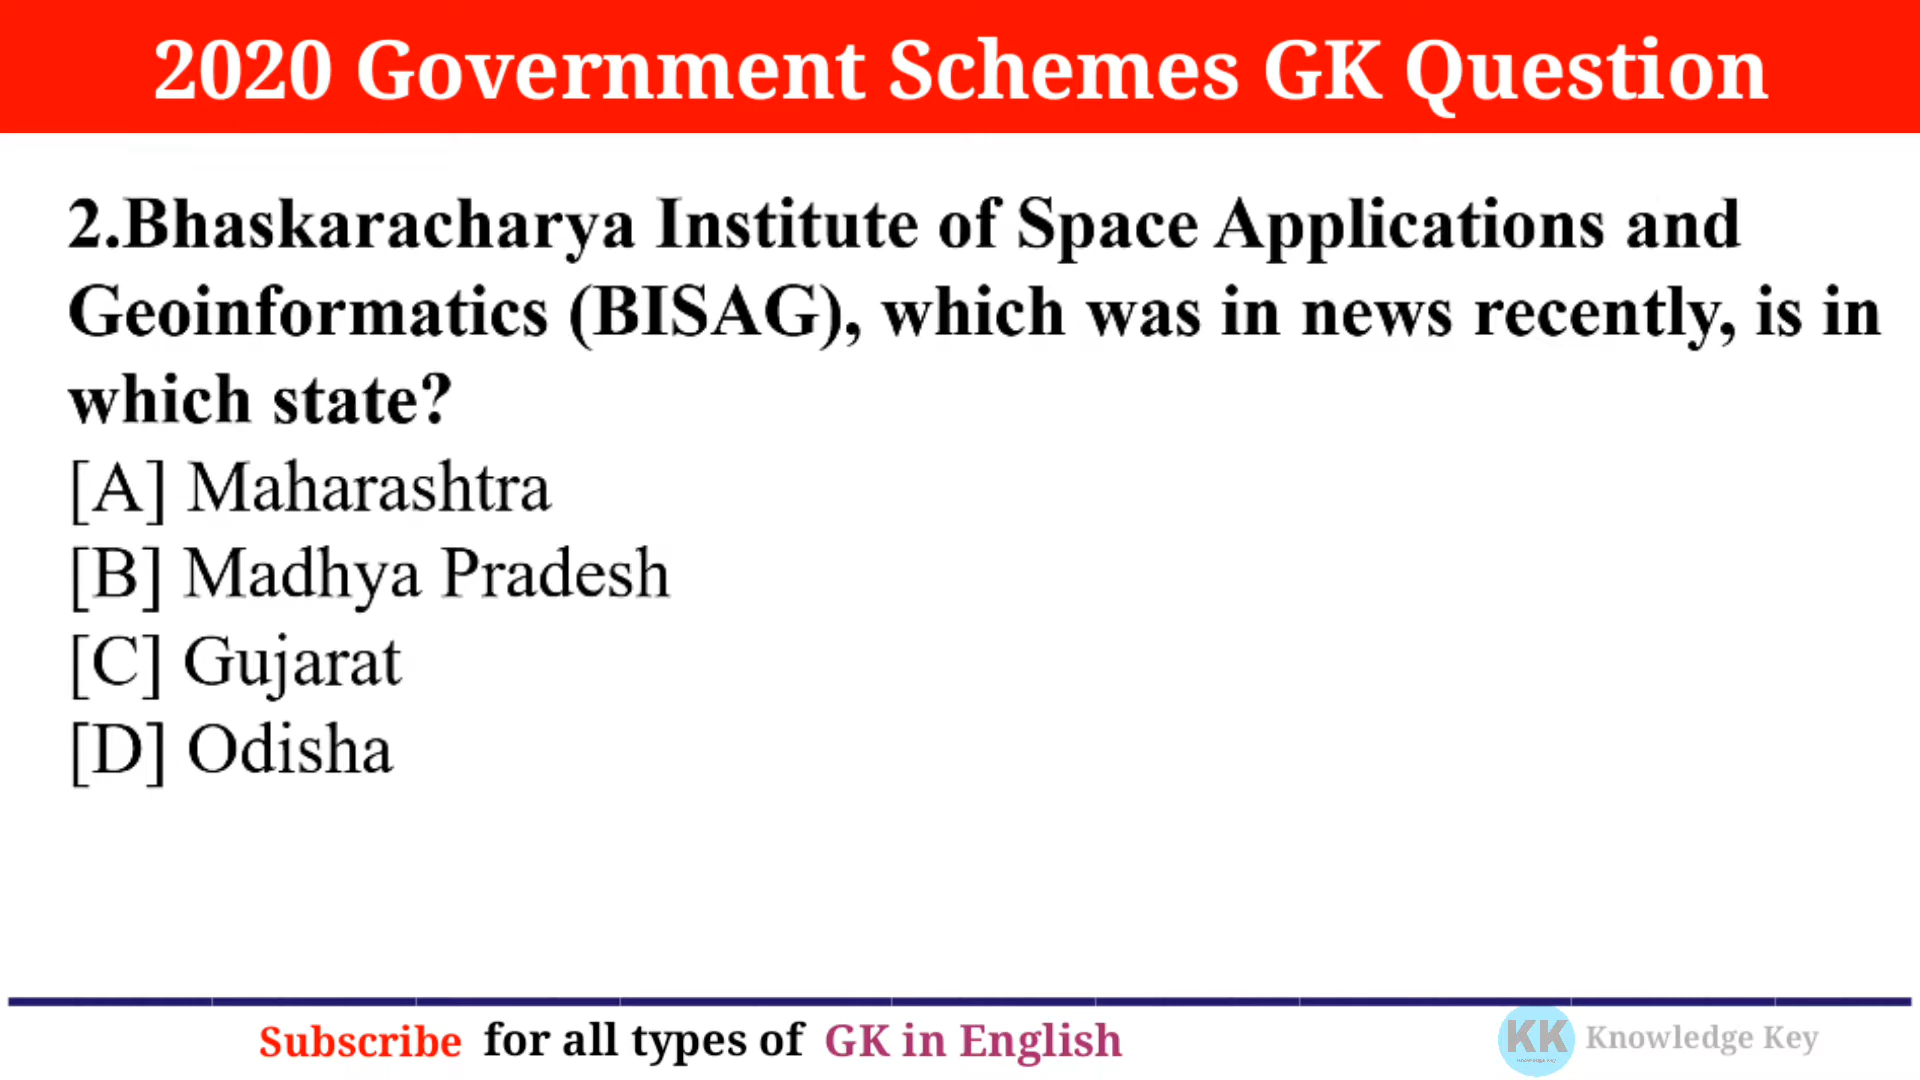 2020 Government Schemes GK Question
2.Bhaskaracharya Institute of Space Applications and
Geoinformatics (BISAG), which was in news recently, is in
which state?
[A] Maharashtra
[B] Madhya Pradesh
[C] Gujarat
[D] Odisha
Subscribe for all types of GK in English
KK Knowledge Key